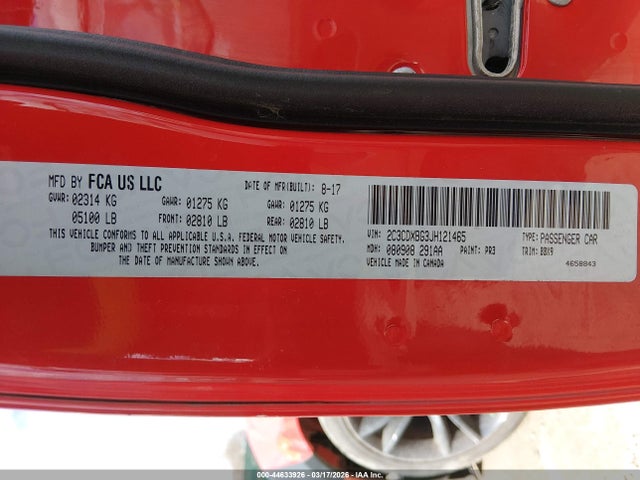 MFD BY FCA US LLC DATE OF MFR(BUILT): 8-17
GVWR: 02314 KG GAWR: 01275 KG GAWR: 01275 KG
05100 LB FRONT: 02810 LB REAR: 02810 LB
THIS VEHICLE CONFORMS TO ALL APPLICABLE U.S.A. FEDERAL MOTOR VEHICLE SAFETY,
BUMPER AND THEFT PREVENTION STANDARDS IN EFFECT ON THE
DATE OF MANUFACTURE SHOWN ABOVE.
VIN: 2C3CDXBG3JH121465 TYPE: PASSENGER CAR
MDH: 080908 291AA PAINT: PR3 TRIM: BBX9
VEHICLE MADE IN CANADA 4658843
000-44633926 - 03/17/2026 - IAA Inc.